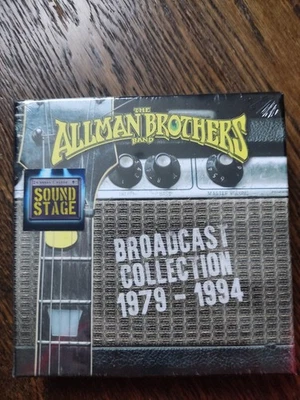 THE
ALLMAN BROTHERS
BAND
SOUND
STAGE
BROADCAST
COLLECTION
1979 - 1994